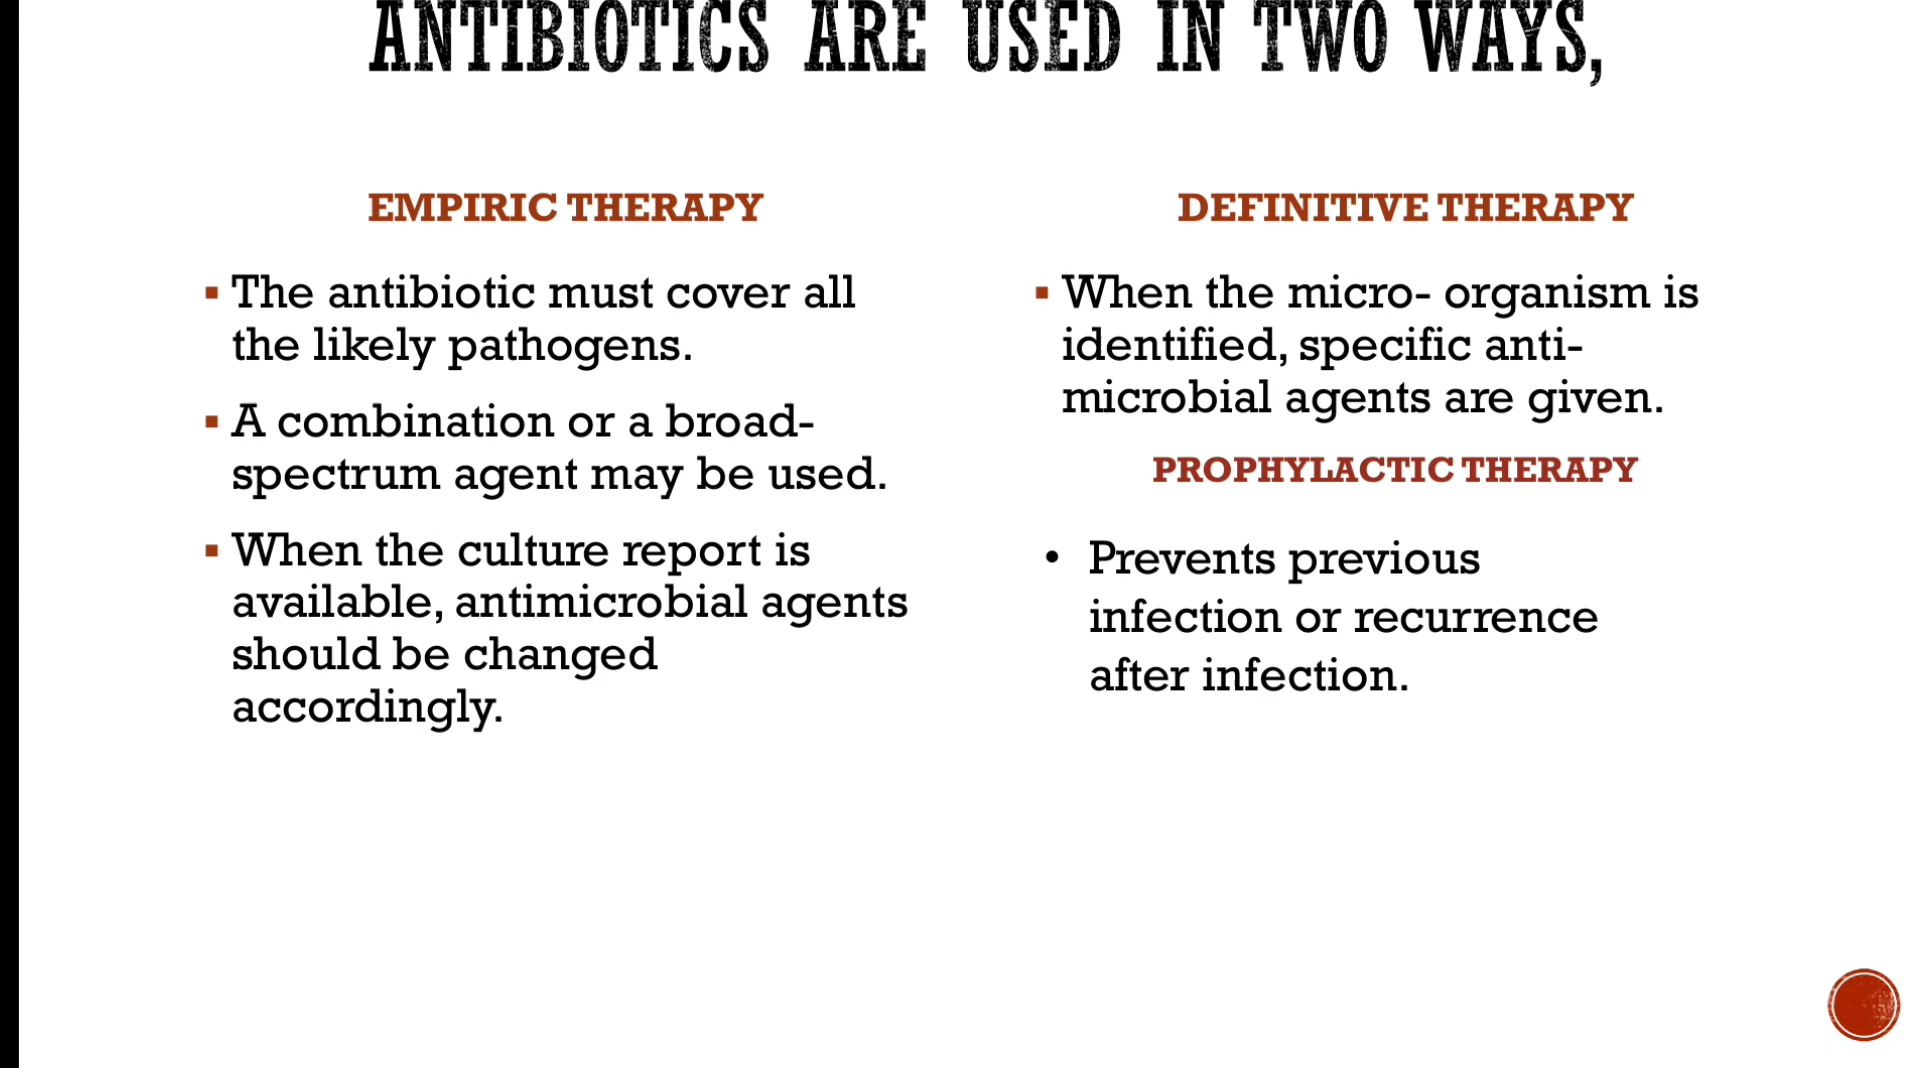 ANTIBIOTICS ARE USED IN TWO WAYS,
EMPIRIC THERAPY
▪ The antibiotic must cover all
the likely pathogens.
▪ A combination or a broad-
spectrum agent may be used.
▪ When the culture report is
available, antimicrobial agents
should be changed
accordingly.
DEFINITIVE THERAPY
▪ When the micro- organism is
identified, specific anti-
microbial agents are given.
PROPHYLACTIC THERAPY
• Prevents previous
infection or recurrence
after infection.